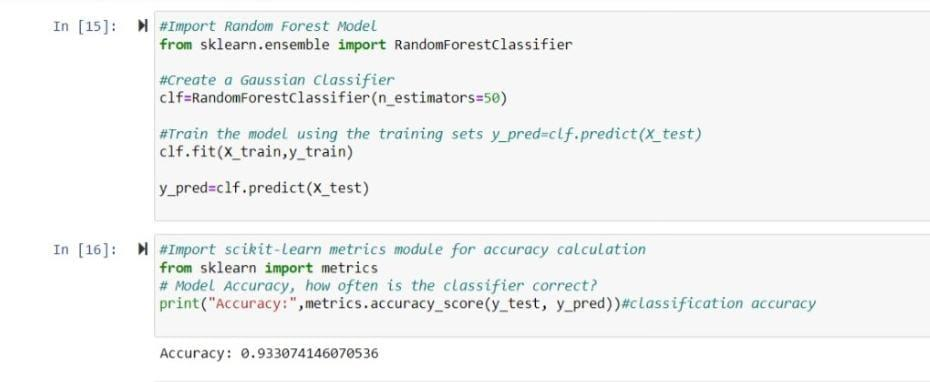 In [15]:
#Import Random Forest Model
from sklearn.ensemble import RandomForestClassifier
#Create a Gaussian Classifier
clf=RandomForestClassifier(n_estimators=50)
#Train the model using the training sets y_pred=clf.predict(X_test)
clf.fit(X_train,y_train)
y_pred=clf.predict(X_test)
In [16]:
#Import scikit-learn metrics module for accuracy calculation
from sklearn import metrics
# Model Accuracy, how often is the classifier correct?
print("Accuracy:",metrics.accuracy_score(y_test, y_pred))#classification accuracy
Accuracy: 0.933074146070536